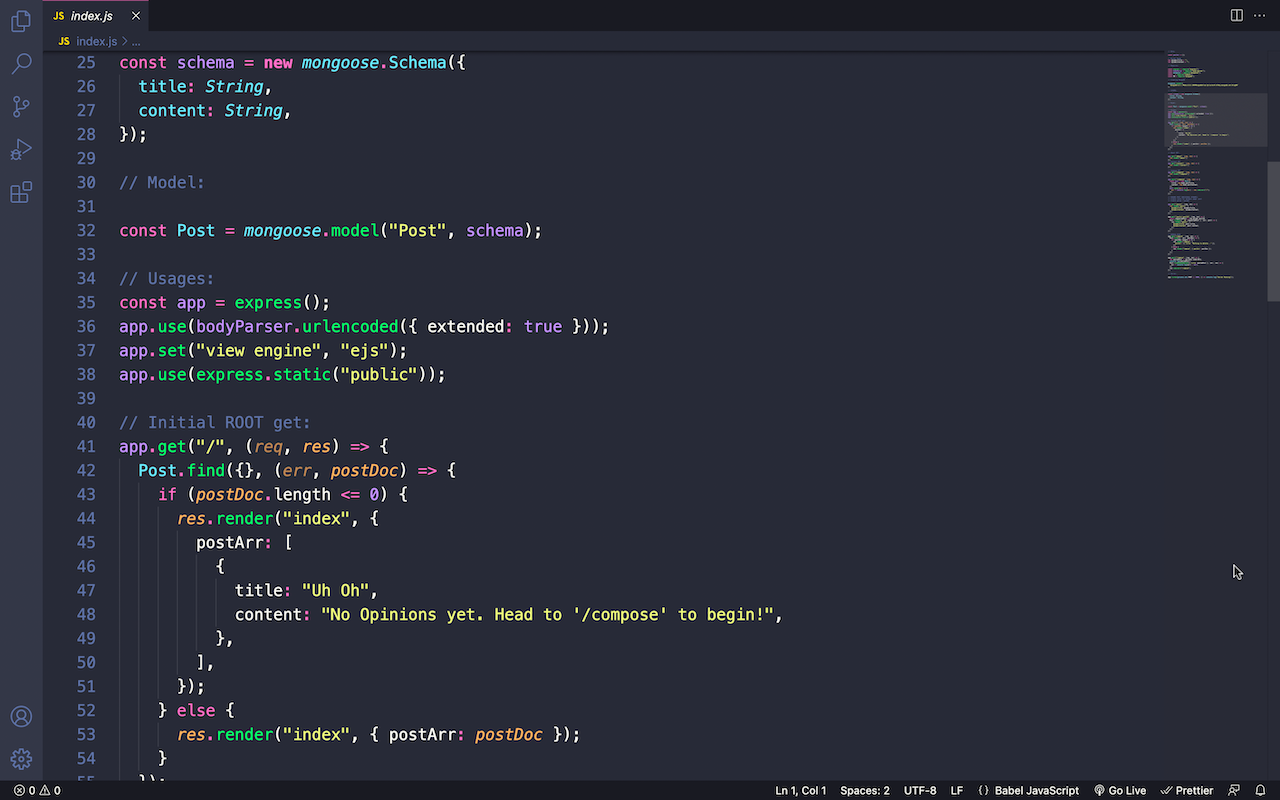 JS index.js
JS index.js > ...
25 const schema = new mongoose.Schema({
26 title: String,
27 content: String,
28 });
29
30 // Model:
31
32 const Post = mongoose.model("Post", schema);
33
34 // Usages:
35 const app = express();
36 app.use(bodyParser.urlencoded({ extended: true }));
37 app.set("view engine", "ejs");
38 app.use(express.static("public"));
39
40 // Initial ROOT get:
41 app.get("/", (req, res) => {
42 Post.find({}, (err, postDoc) => {
43 if (postDoc.length <= 0) {
44 res.render("index", {
45 postArr: [
46 {
47 title: "Uh Oh",
48 content: "No Opinions yet. Head to '/compose' to begin!",
49 },
50 ],
51 });
52 } else {
53 res.render("index", { postArr: postDoc });
54 }
55 });
0 0 Ln 1, Col 1 Spaces: 2 UTF-8 LF {} Babel JavaScript Go Live Prettier